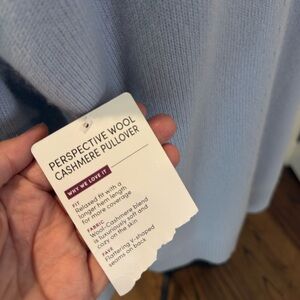 PERSPECTIVE WOOL
CASHMERE PULLOVER
WHY WE LOVE IT
FIT
Relaxed fit with a
longer hem length
for more coverage
FABRIC
Wool-Cashmere blend
is luxuriously soft and
cozy on the skin
FAVE
Flattering V-shaped
seams on back